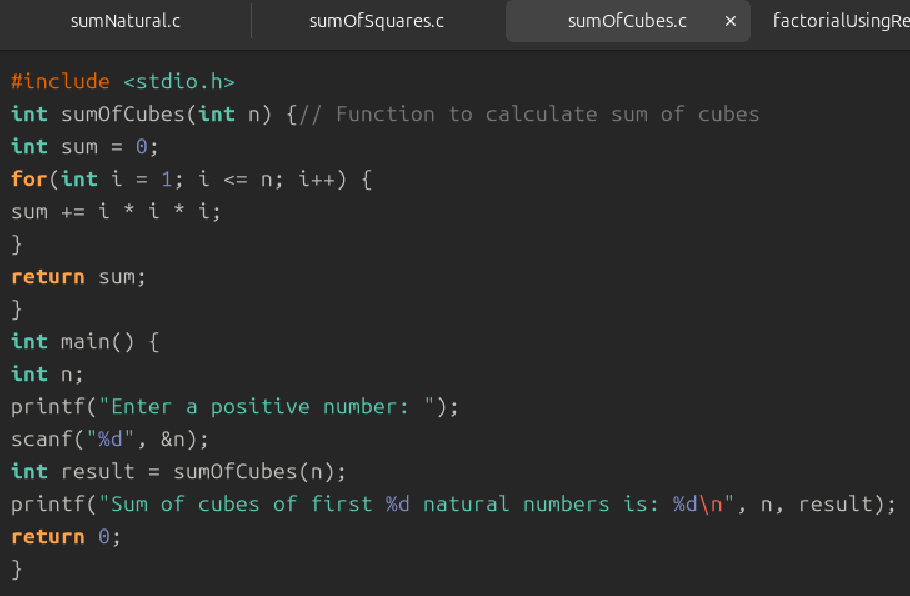 sumNatural.c sumOfSquares.c sumOfCubes.c × factorialUsingRe
#include <stdio.h>
int sumOfCubes(int n) {// Function to calculate sum of cubes
int sum = 0;
for(int i = 1; i <= n; i++) {
sum += i * i * i;
}
return sum;
}
int main() {
int n;
printf("Enter a positive number: ");
scanf("%d", &n);
int result = sumOfCubes(n);
printf("Sum of cubes of first %d natural numbers is: %d\n", n, result);
return 0;
}